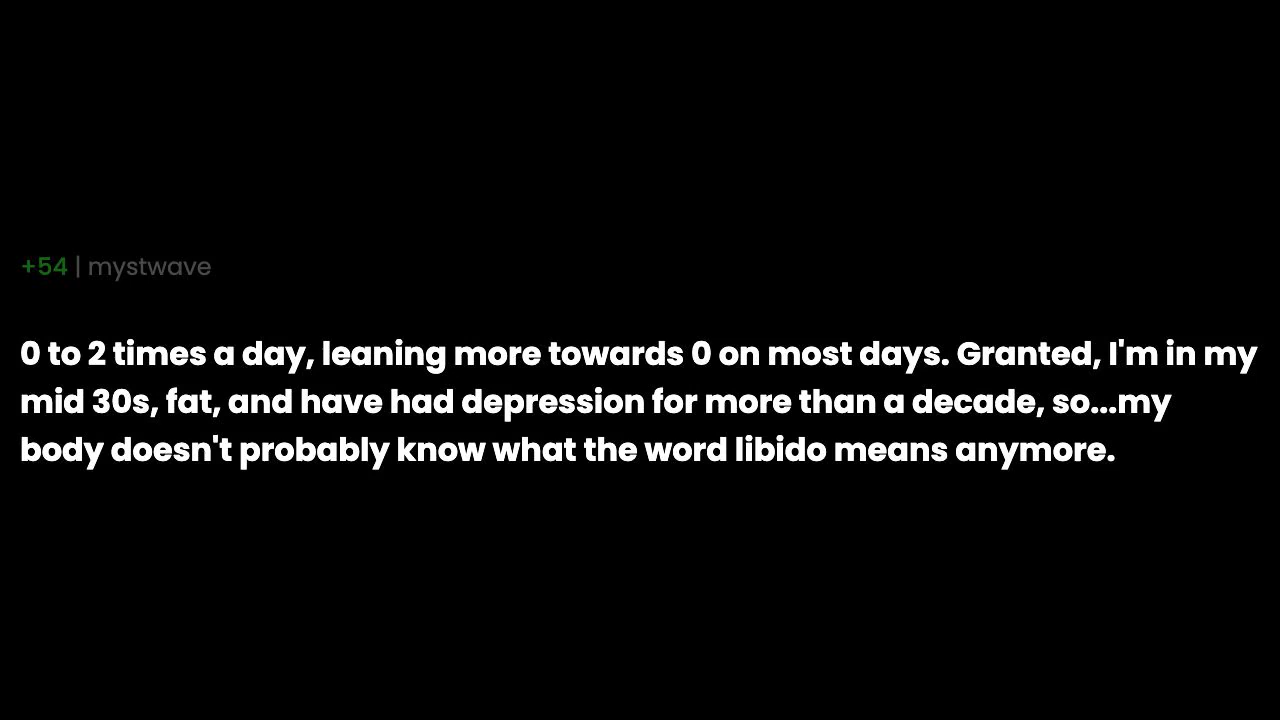 +54 | mystwave
0 to 2 times a day, leaning more towards 0 on most days. Granted, I'm in my
mid 30s, fat, and have had depression for more than a decade, so...my
body doesn't probably know what the word libido means anymore.